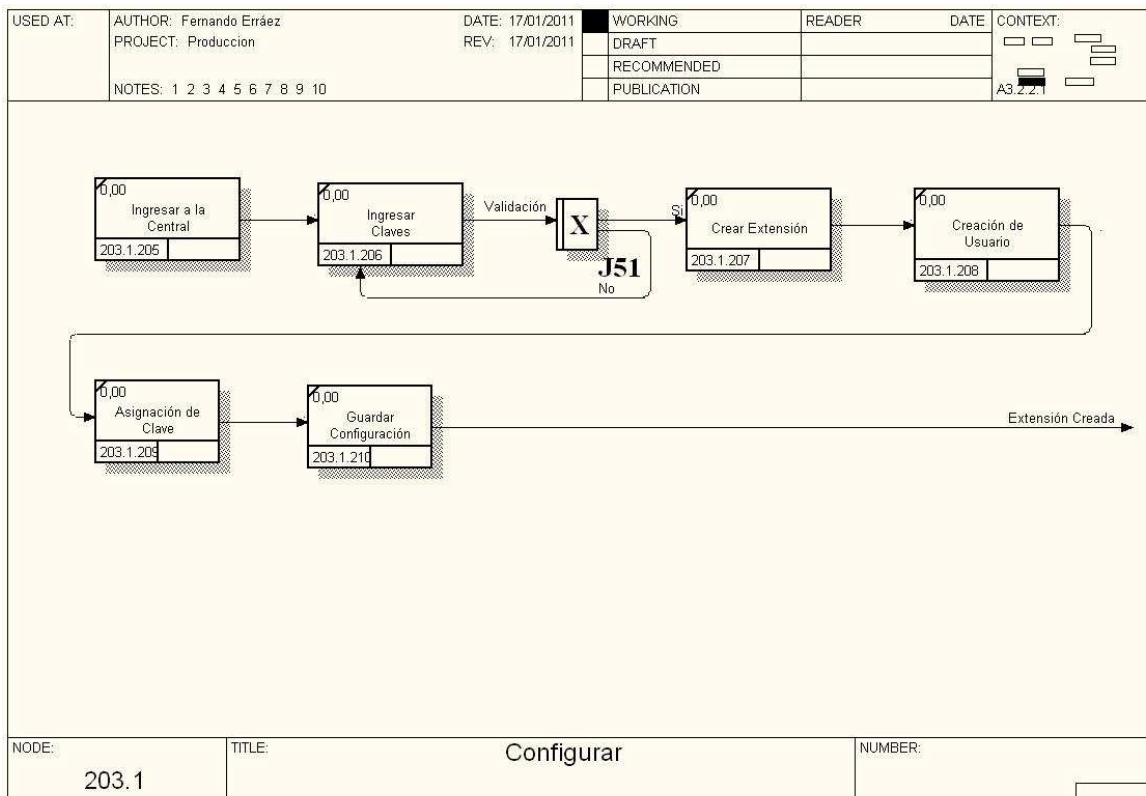 USED AT:
AUTHOR: Fernando Erráez
DATE: 17/01/2011
PROJECT: Produccion
REV: 17/01/2011
NOTES: 1 2 3 4 5 6 7 8 9 10
WORKING
DRAFT
RECOMMENDED
PUBLICATION
READER
DATE
CONTEXT:
A3.2.2.1
0,00
Ingresar a la
Central
203.1.205
0,00
Ingresar
Claves
203.1.206
Validación
X
J51
Si
No
0,00
Crear Extensión
203.1.207
0,00
Creación de
Usuario
203.1.208
0,00
Asignación de
Clave
203.1.209
0,00
Guardar
Configuración
203.1.210
Extensión Creada
NODE:
203.1
TITLE:
Configurar
NUMBER: